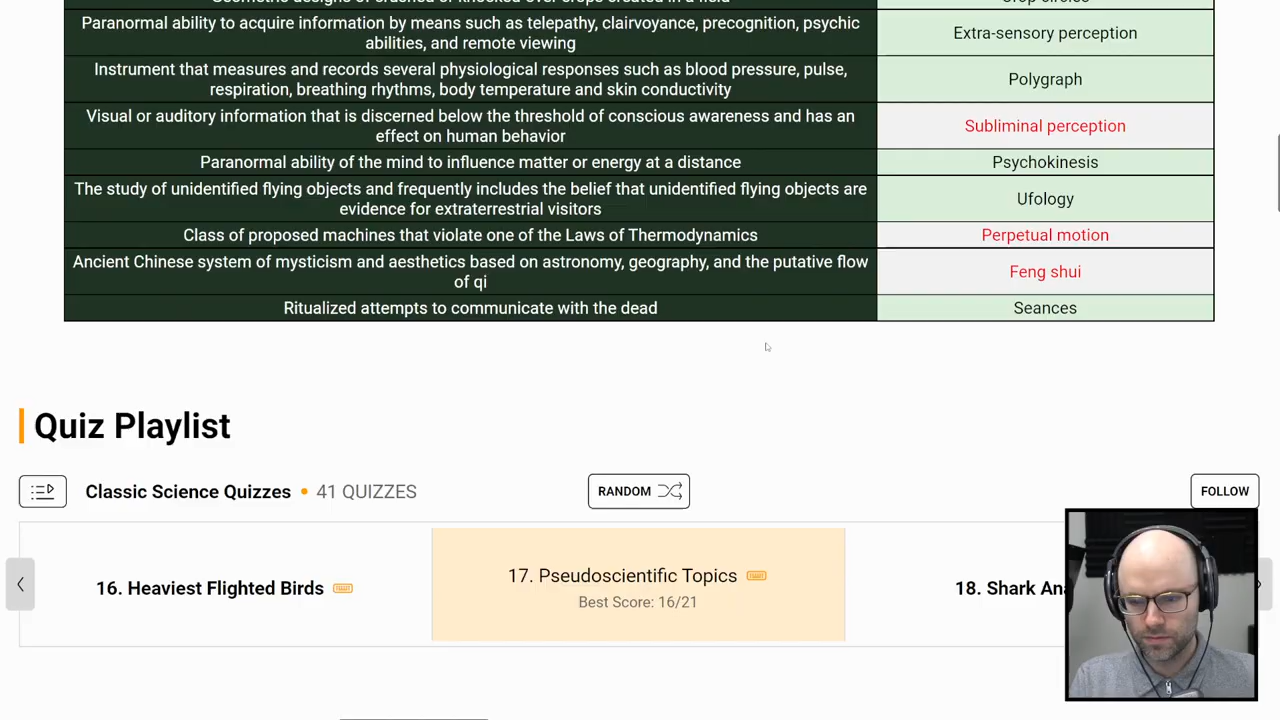 Paranormal ability to acquire information by means such as telepathy, clairvoyance, precognition, psychic
abilities, and remote viewing
Extra-sensory perception
Instrument that measures and records several physiological responses such as blood pressure, pulse,
respiration, breathing rhythms, body temperature and skin conductivity
Polygraph
Visual or auditory information that is discerned below the threshold of conscious awareness and has an
effect on human behavior
Subliminal perception
Paranormal ability of the mind to influence matter or energy at a distance
Psychokinesis
The study of unidentified flying objects and frequently includes the belief that unidentified flying objects are
evidence for extraterrestrial visitors
Ufology
Class of proposed machines that violate one of the Laws of Thermodynamics
Perpetual motion
Ancient Chinese system of mysticism and aesthetics based on astronomy, geography, and the putative flow
of qi
Feng shui
Ritualized attempts to communicate with the dead
Seances
Quiz Playlist
Classic Science Quizzes • 41 QUIZZES
RANDOM
FOLLOW
16. Heaviest Flighted Birds
17. Pseudoscientific Topics
Best Score: 16/21
18. Shark